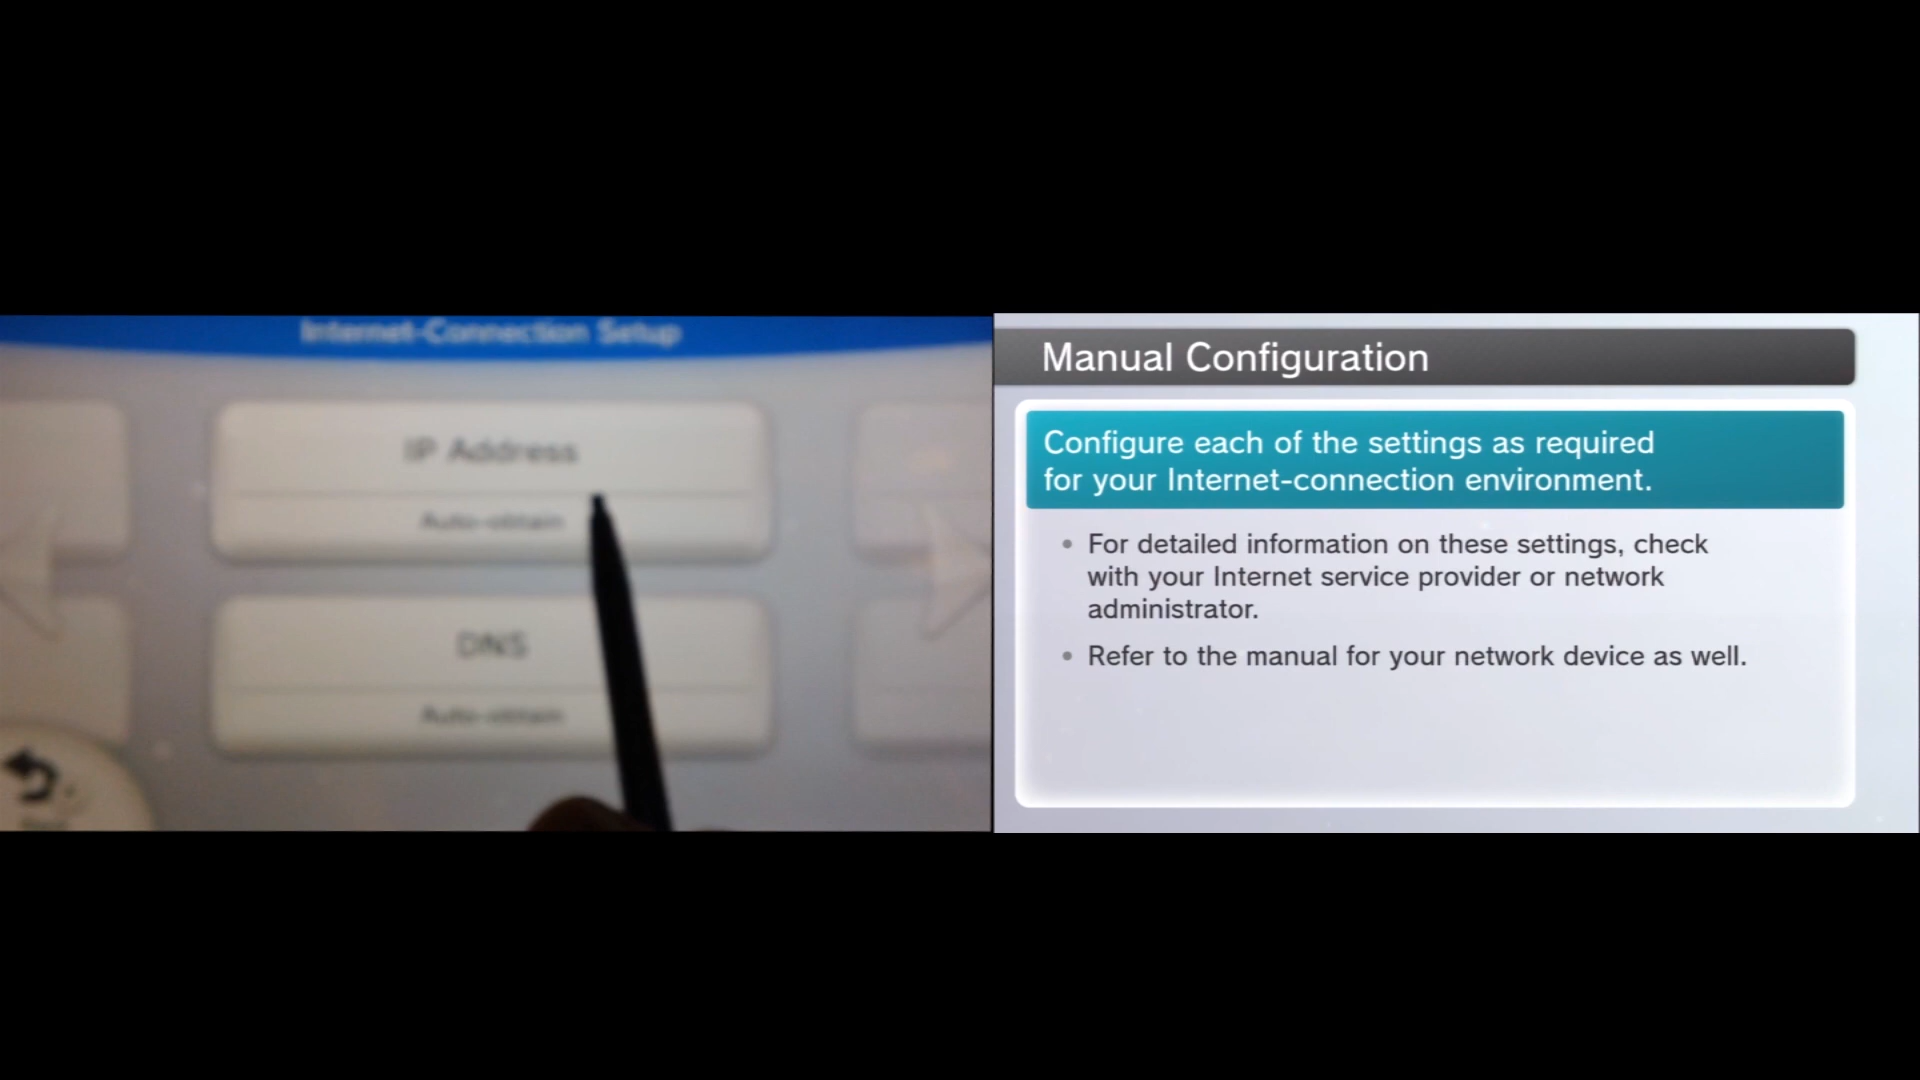 Internet-Connection Setup
IP Address
Auto-obtain
DNS
Auto-obtain
Manual Configuration
Configure each of the settings as required
for your Internet-connection environment.
• For detailed information on these settings, check
with your Internet service provider or network
administrator.
• Refer to the manual for your network device as well.